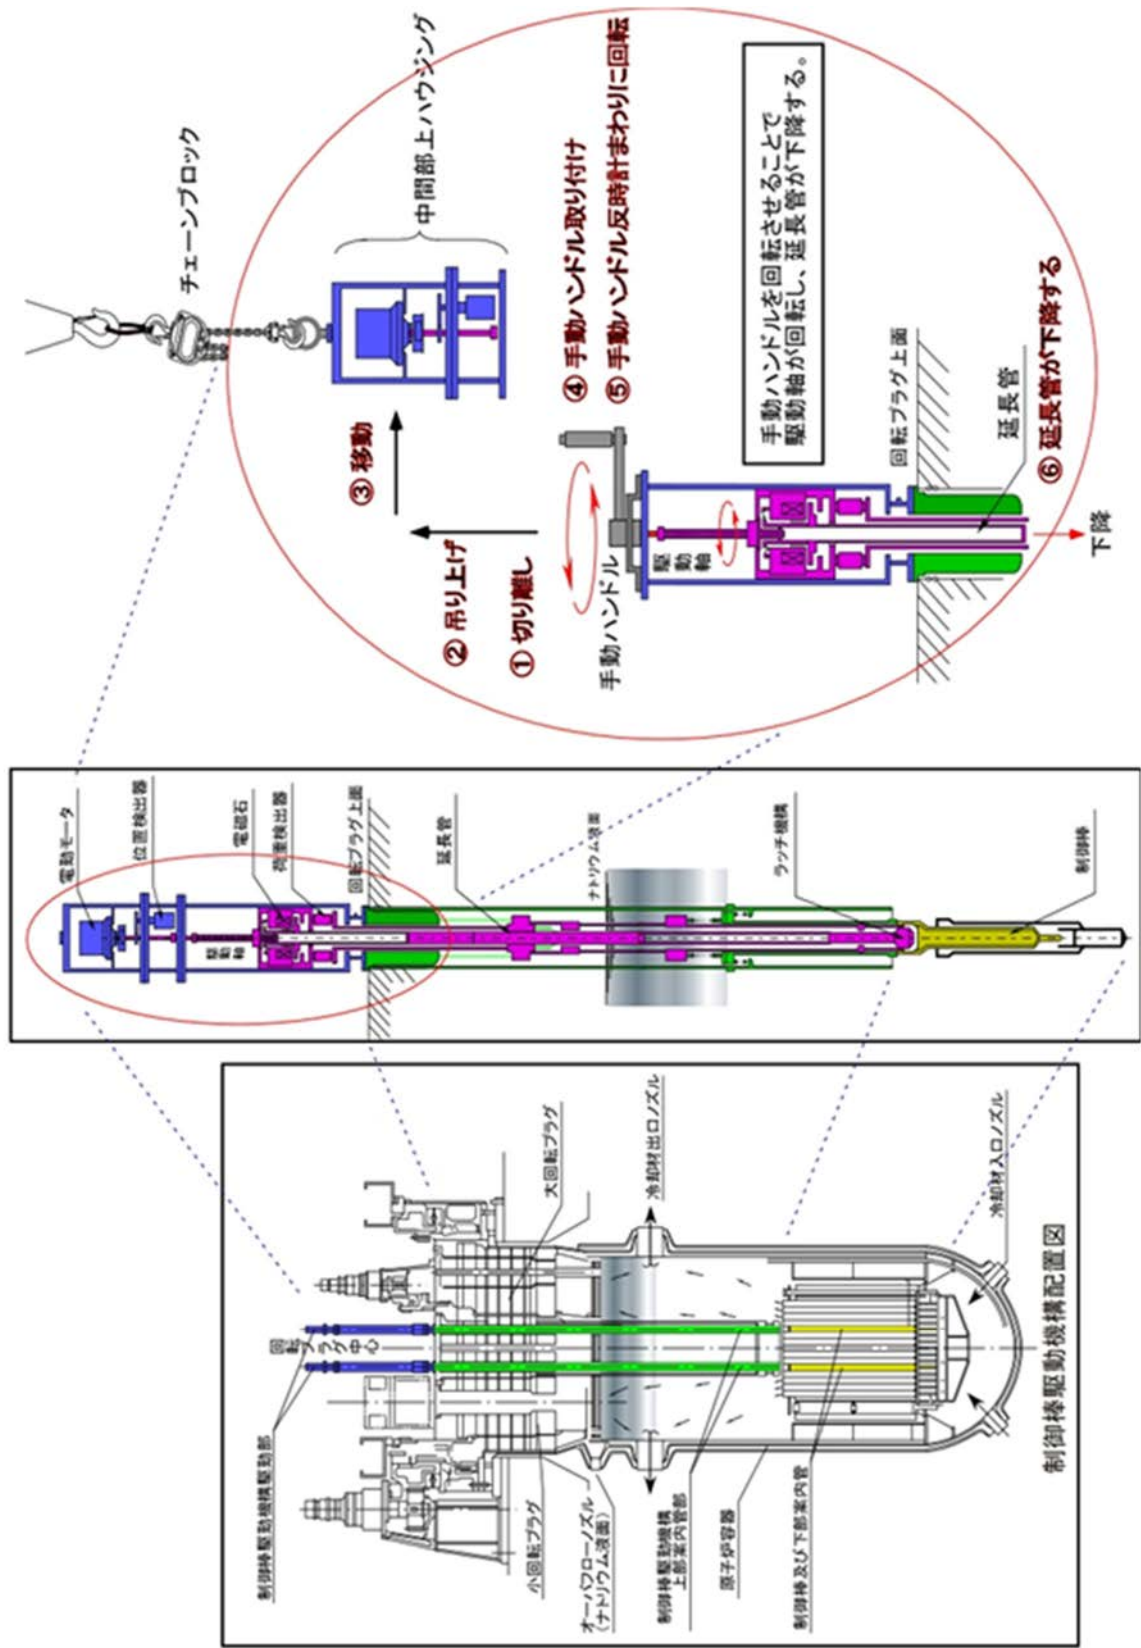 制御棒駆動機構駆動部
回転プラグ中心
小回転プラグ
オーバフローノズル
(ナトリウム液面)
制御棒駆動機構
上部案内管部
原子炉容器
制御棒及び下部案内管
大回転プラグ
冷却材出口ノズル
冷却材入口ノズル
制御棒駆動機構配置図
電動モータ
位置検出器
駆動軸
電磁石
荷重検出器
回転プラグ上面
延長管
ナトリウム液面
ラッチ機構
制御棒
チェーンブロック
中間部上ハウジング
③ 移動
② 吊り上げ
① 切り離し
④ 手動ハンドル取り付け
⑤ 手動ハンドル反時計まわりに回転
手動ハンドル
駆動軸
手動ハンドルを回転させることで
駆動軸が回転し、延長管が下降する。
回転プラグ上面
延長管
⑥ 延長管が下降する
下降